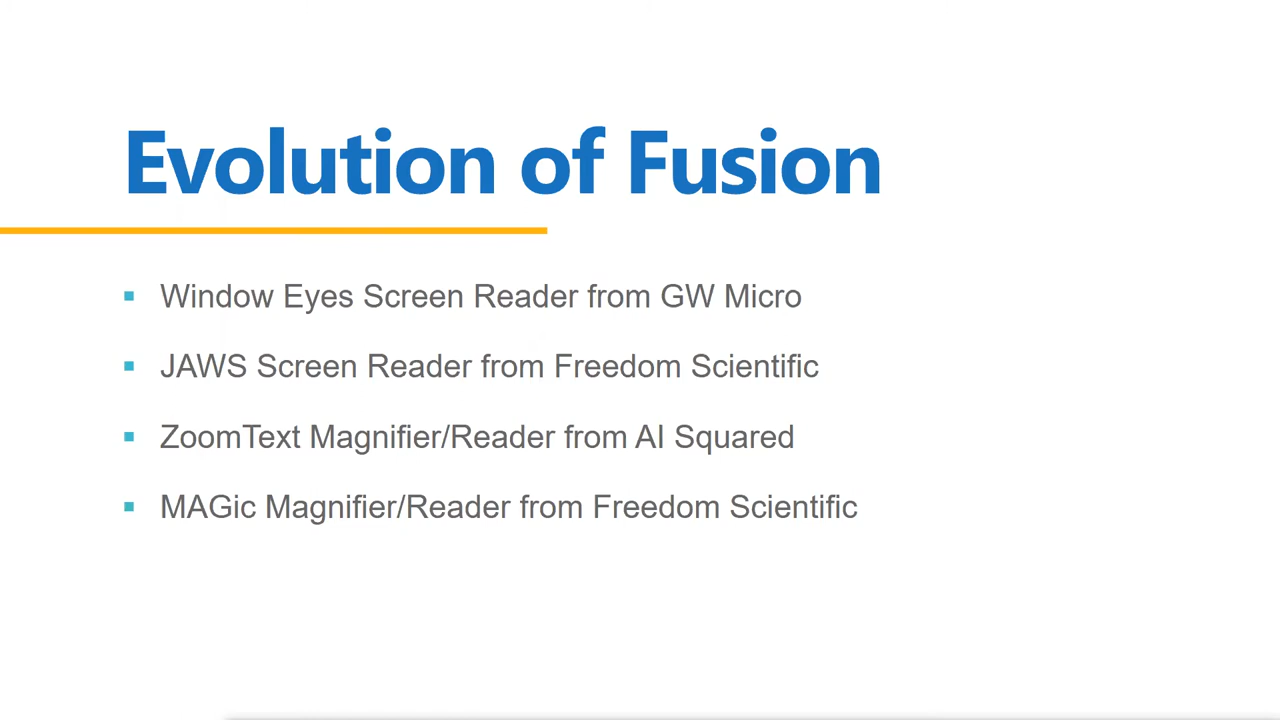 Evolution of Fusion
Window Eyes Screen Reader from GW Micro
JAWS Screen Reader from Freedom Scientific
ZoomText Magnifier/Reader from AI Squared
MAGic Magnifier/Reader from Freedom Scientific